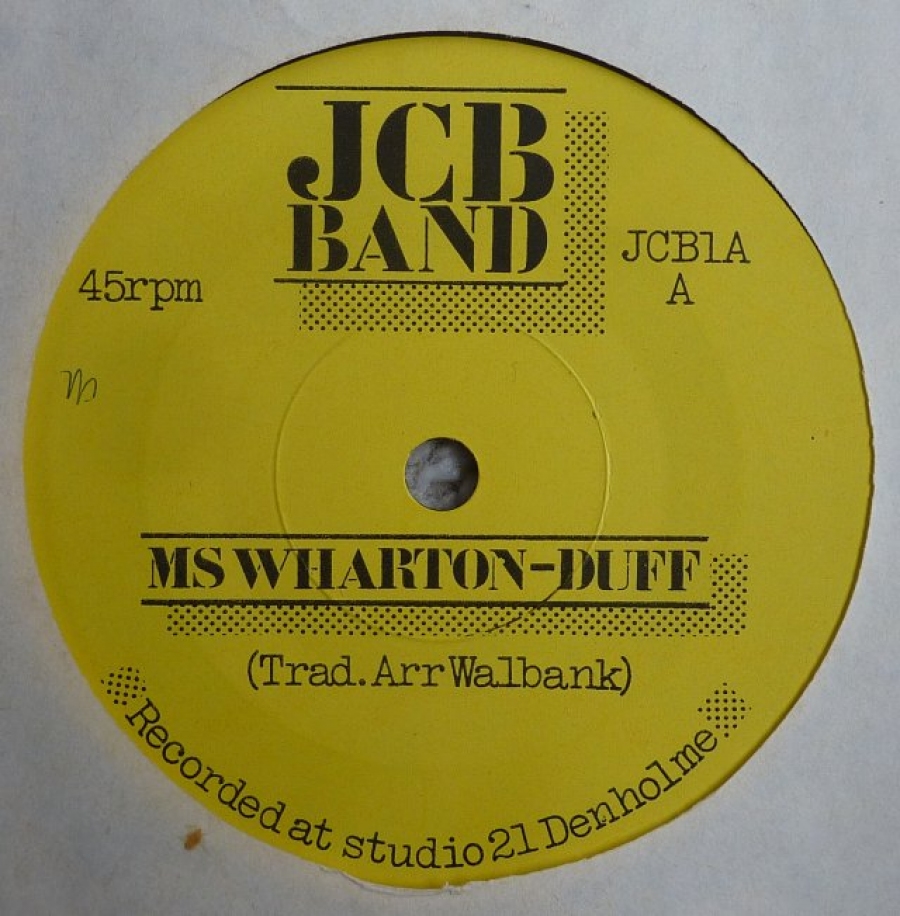 JCB
BAND
JCB1A
A
45rpm
MS WHARTON-DUFF
(Trad. Arr Walbank)
Recorded at studio 21 Denholme